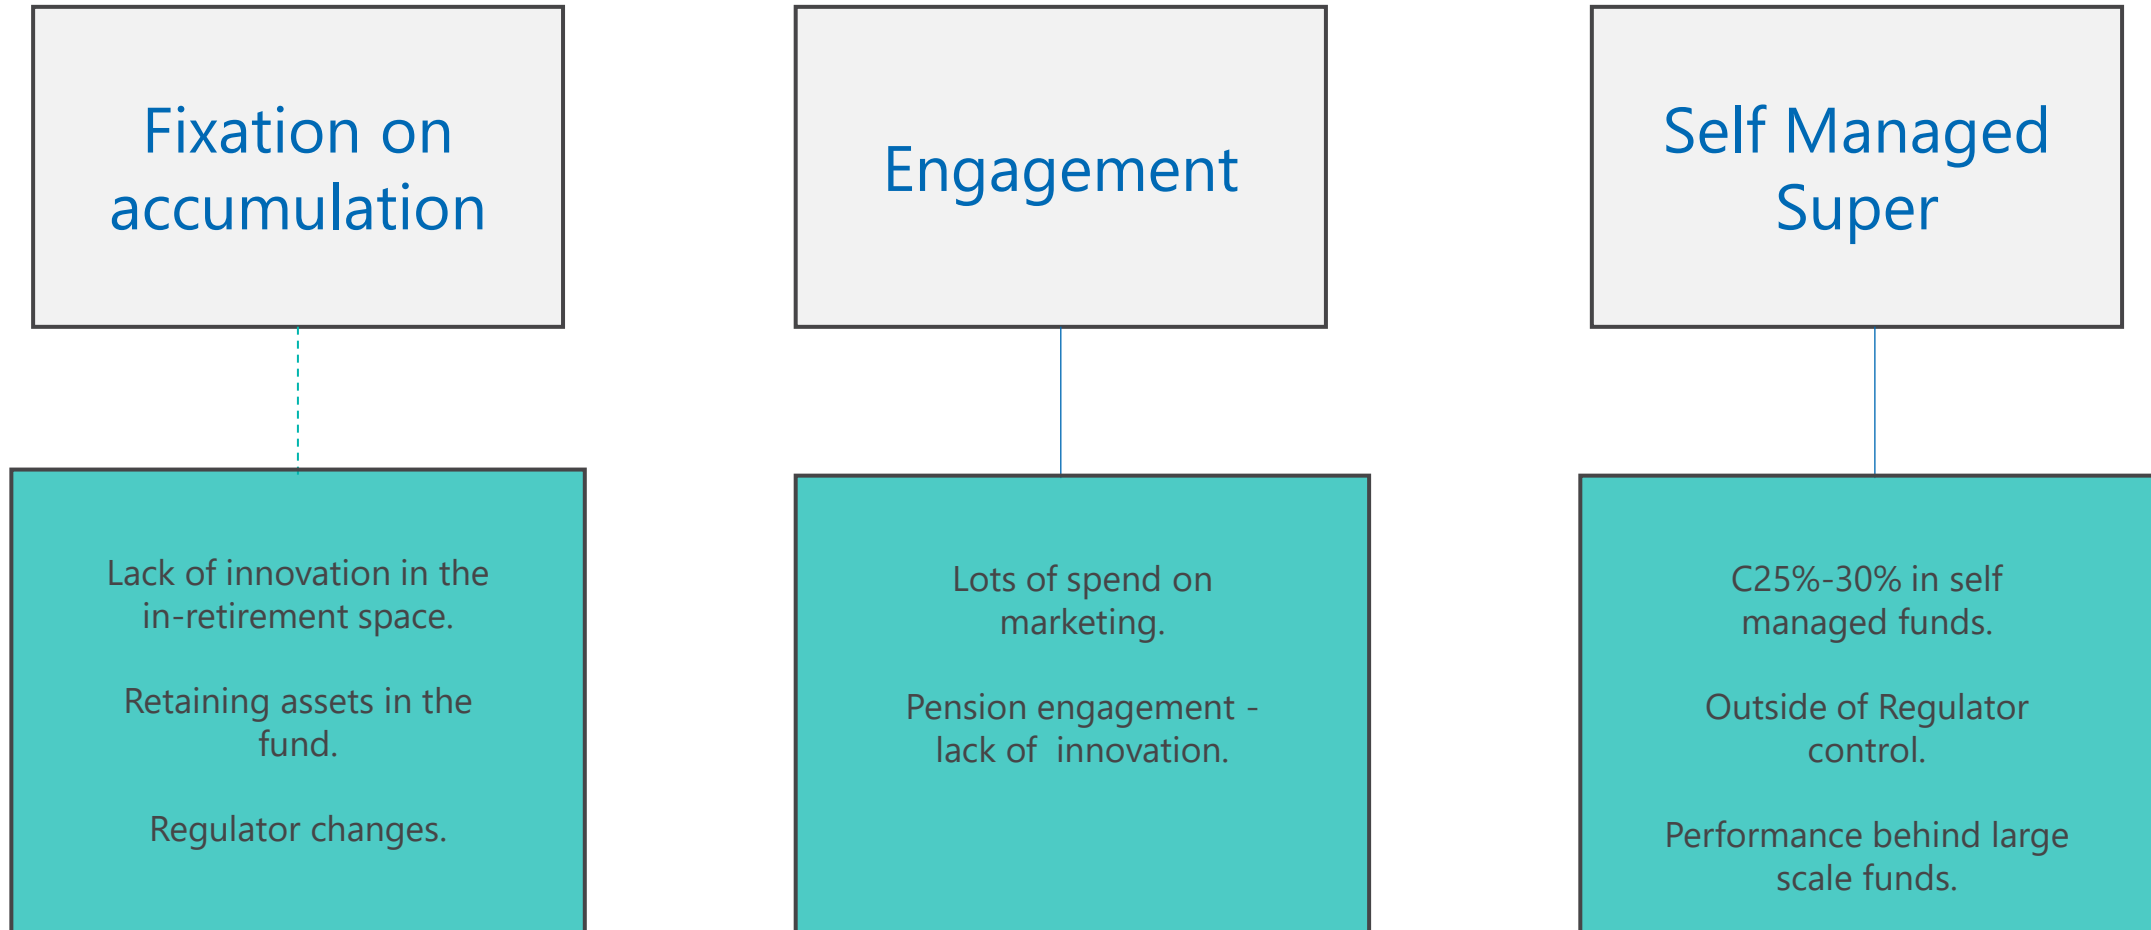 Fixation on
accumulation
Engagement
Self Managed
Super
Lack of innovation in the
in-retirement space.
Retaining assets in the
fund.
Regulator changes.
Lots of spend on
marketing.
Pension engagement -
lack of  innovation.
C25%-30% in self
managed funds.
Outside of Regulator
control.
Performance behind large
scale funds.